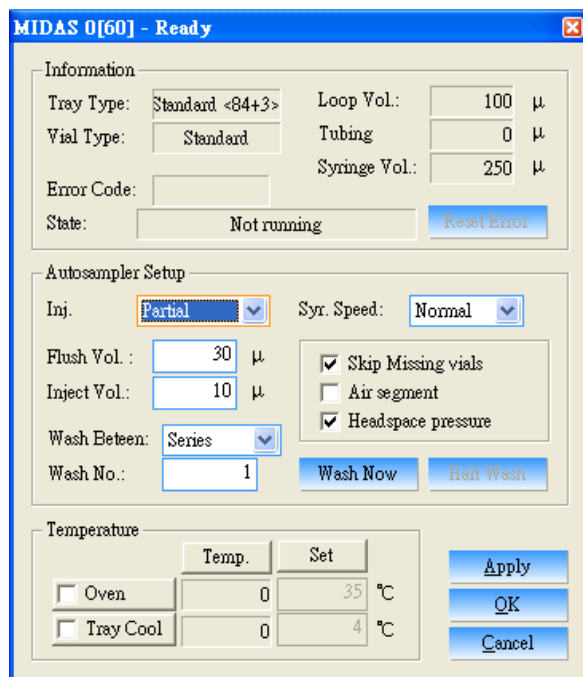 MIDAS 0[60] - Ready
Information
Tray Type: Standard <84+3> Loop Vol.: 100 μ
Vial Type: Standard Tubing 0 μ
Syringe Vol.: 250 μ
Error Code:
State: Not running Reset Error
Autosampler Setup
Inj. Partial Syr. Speed: Normal
Flush Vol. : 30 μ Skip Missing vials
Inject Vol.: 10 μ Air segment
Headspace pressure
Wash Beteen: Series
Wash No.: 1 Wash Now Halt Wash
Temperature
Temp. Set
Oven 0 35 °C
Tray Cool 0 4 °C
Apply
OK
Cancel